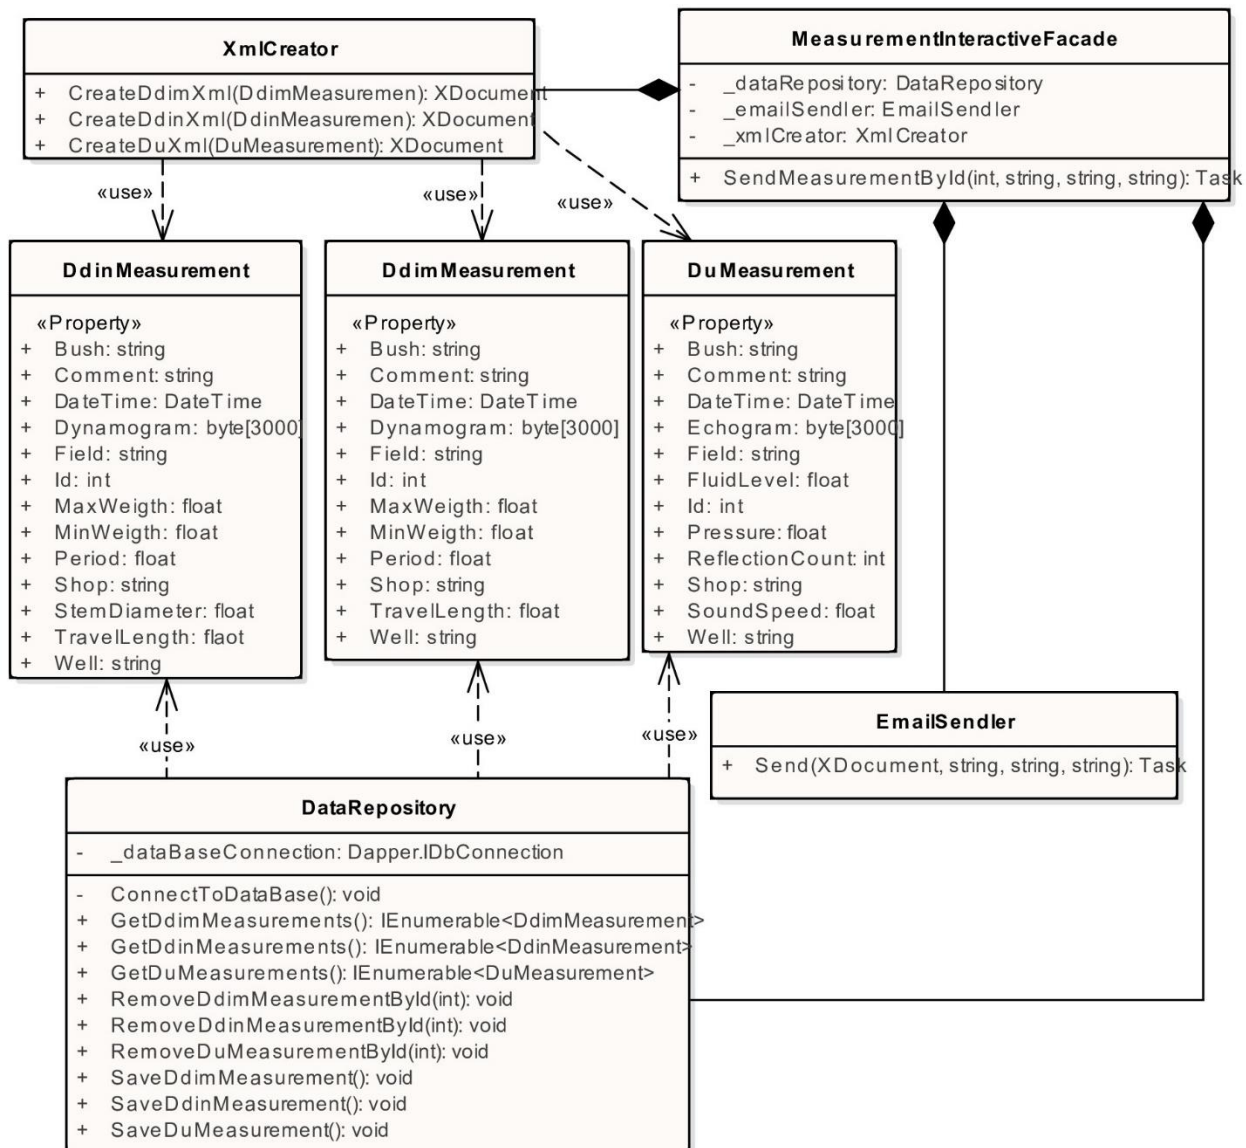 XmlCreator
+ CreateDdimXml(DdimMeasuremen): XDocument
+ CreateDdinXml(DdinMeasuremen): XDocument
+ CreateDuXml(DuMeasurement): XDocument
MeasurementInteractiveFacade
- _dataRepository: DataRepository
- _emailSendler: EmailSendler
- _xmlCreator: XmlCreator
+ SendMeasurementById(int, string, string, string): Task
«use»
«use»
«use»
DdinMeasurement
«Property»
+ Bush: string
+ Comment: string
+ DateTime: DateTime
+ Dynamogram: byte[3000]
+ Field: string
+ Id: int
+ MaxWeigth: float
+ MinWeigth: float
+ Period: float
+ Shop: string
+ StemDiameter: float
+ TravelLength: flaot
+ Well: string
DdimMeasurement
«Property»
+ Bush: string
+ Comment: string
+ DateTime: DateTime
+ Dynamogram: byte[3000]
+ Field: string
+ Id: int
+ MaxWeigth: float
+ MinWeigth: float
+ Period: float
+ Shop: string
+ TravelLength: float
+ Well: string
DuMeasurement
«Property»
+ Bush: string
+ Comment: string
+ DateTime: DateTime
+ Echogram: byte[3000]
+ Field: string
+ FluidLevel: float
+ Id: int
+ Pressure: float
+ ReflectionCount: int
+ Shop: string
+ SoundSpeed: float
+ Well: string
«use»
«use»
«use»
EmailSendler
+ Send(XDocument, string, string, string): Task
DataRepository
- _dataBaseConnection: Dapper.IDbConnection
- ConnectToDataBase(): void
+ GetDdimMeasurements(): IEnumerable<DdimMeasurement>
+ GetDdinMeasurements(): IEnumerable<DdinMeasurement>
+ GetDuMeasurements(): IEnumerable<DuMeasurement>
+ RemoveDdimMeasurementById(int): void
+ RemoveDdinMeasurementById(int): void
+ RemoveDuMeasurementById(int): void
+ SaveDdimMeasurement(): void
+ SaveDdinMeasurement(): void
+ SaveDuMeasurement(): void